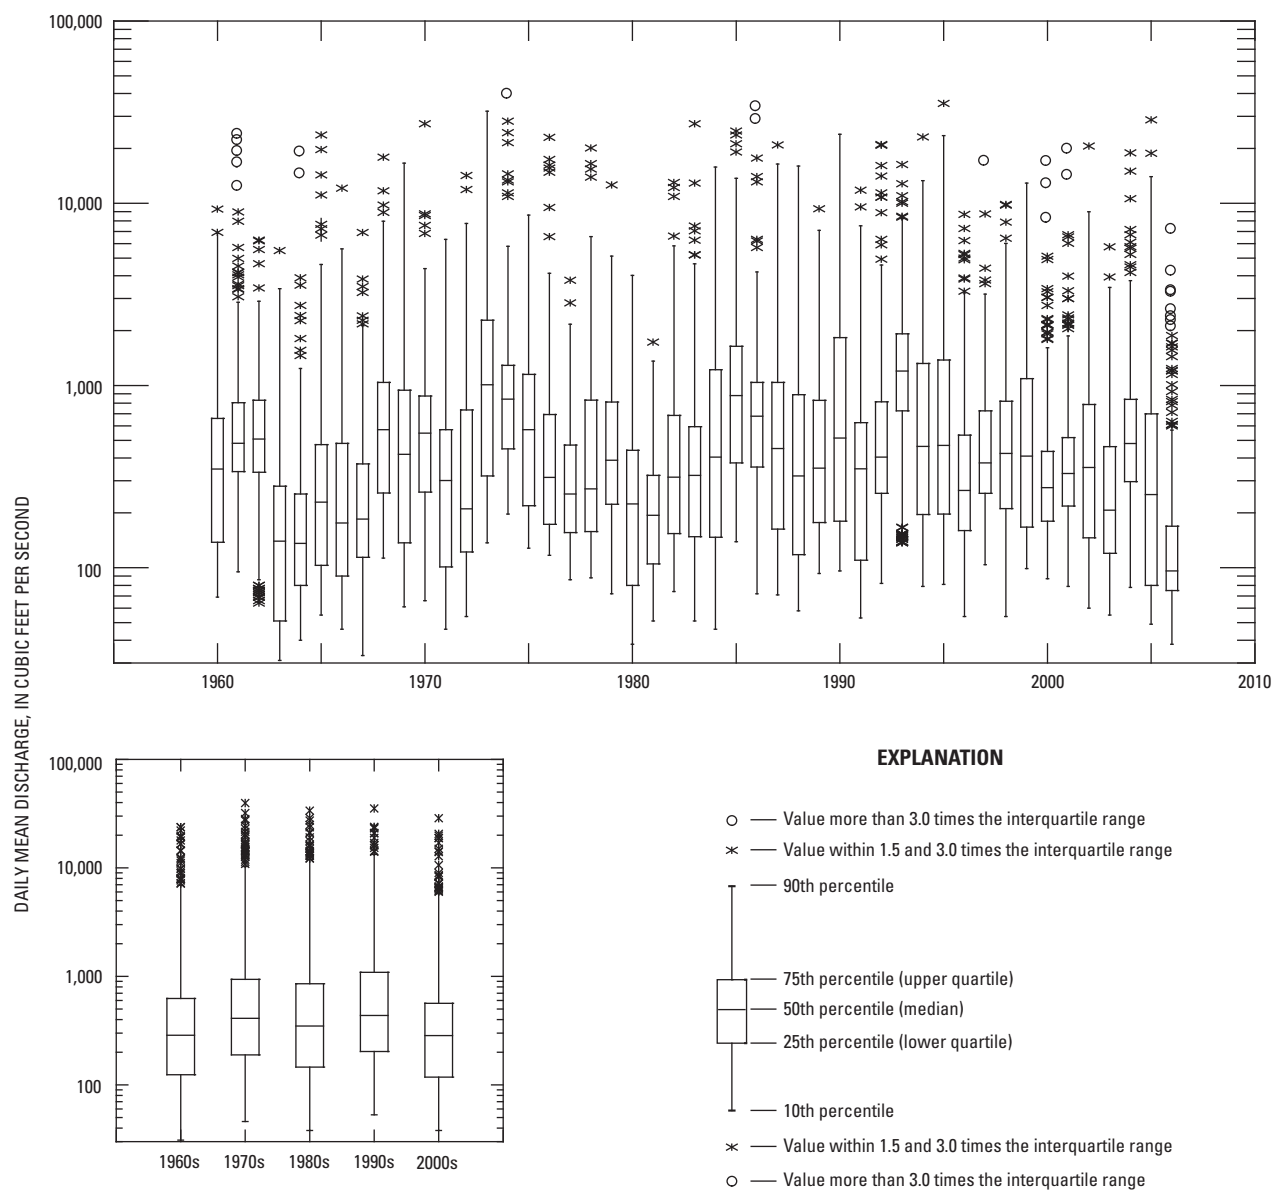 100,000
10,000
1,000
100
1960 1970 1980 1990 2000 2010
DAILY MEAN DISCHARGE, IN CUBIC FEET PER SECOND
100,000
10,000
1,000
100
1960s 1970s 1980s 1990s 2000s
EXPLANATION
Value more than 3.0 times the interquartile range
Value within 1.5 and 3.0 times the interquartile range
90th percentile
75th percentile (upper quartile)
50th percentile (median)
25th percentile (lower quartile)
10th percentile
Value within 1.5 and 3.0 times the interquartile range
Value more than 3.0 times the interquartile range